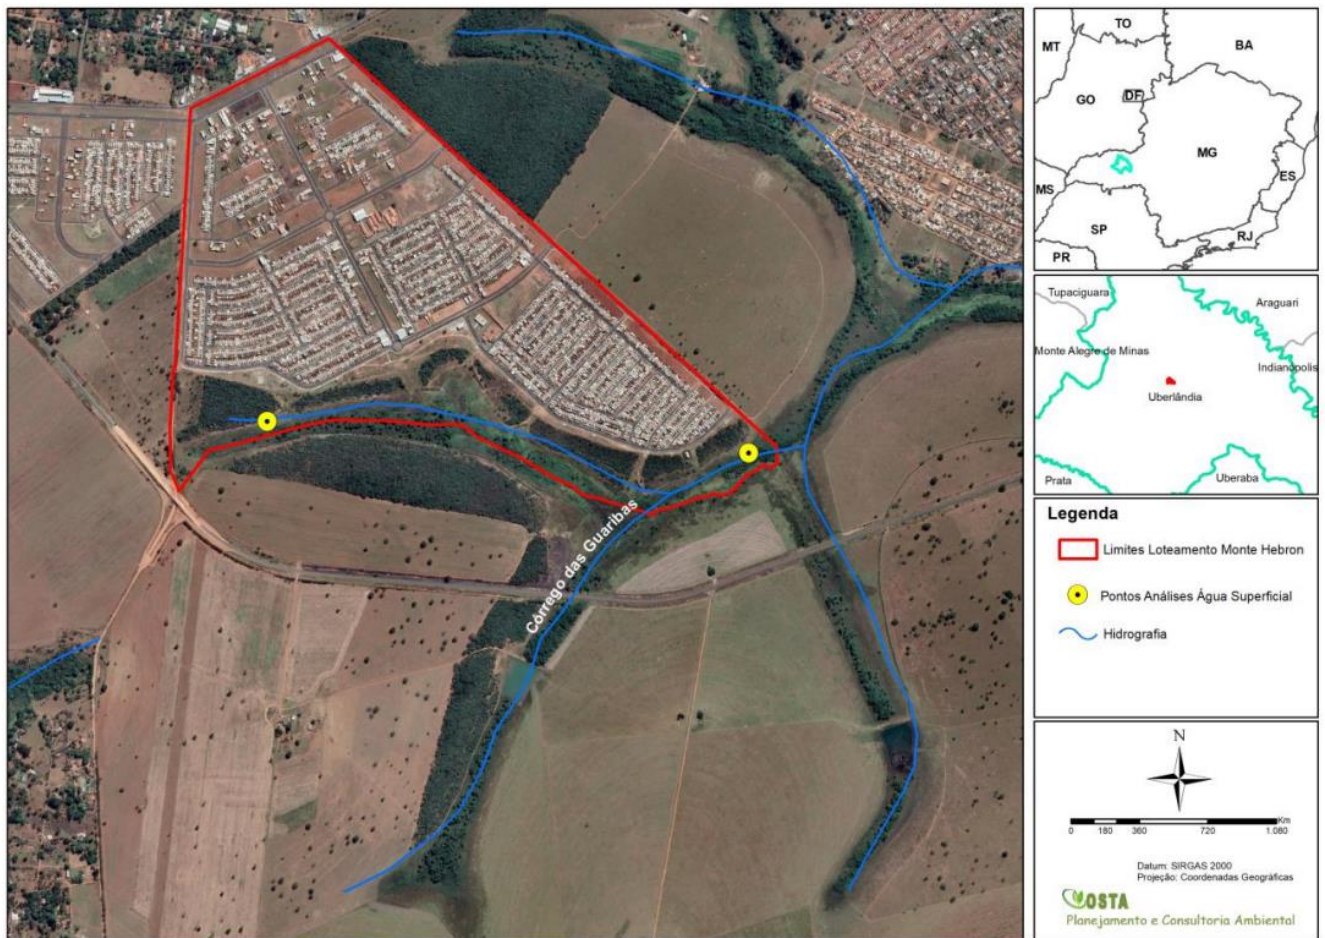 Córrego das Guaribas
TO
MT
BA
GO
DF
MG
ES
MS
SP
RJ
PR
Tupaciguara
Araguari
Monte Alegre de Minas
Indianópolis
Uberlândia
Prata
Uberaba
Legenda
Limites Loteamento Monte Hebron
Pontos Análises Água Superficial
Hidrografia
N
Km
0 180 360 720 1.080
Datum: SIRGAS 2000
Projeção: Coordenadas Geográficas
OSTA
Planejamento e Consultoria Ambiental